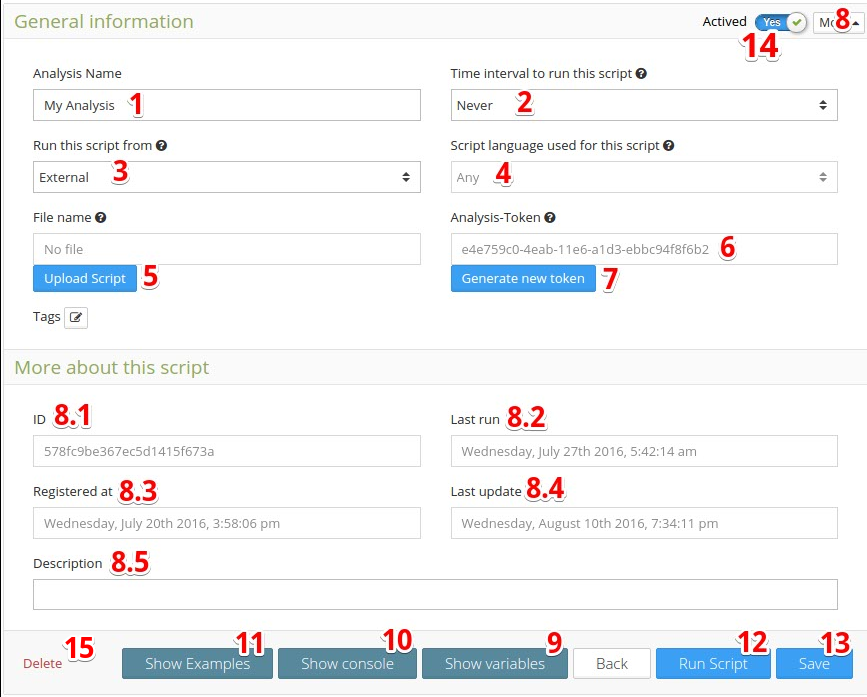 General information
Actived Yes Mo 8
14
Analysis Name
My Analysis 1
Time interval to run this script
Never 2
Run this script from
External 3
Script language used for this script
Any 4
File name
No file
Upload Script 5
Analysis-Token
e4e759c0-4eab-11e6-a1d3-ebbc94f8f6b2 6
Generate new token 7
Tags
More about this script
ID 8.1
578fc9be367ec5d1415f673a
Last run 8.2
Wednesday, July 27th 2016, 5:42:14 am
Registered at 8.3
Wednesday, July 20th 2016, 3:58:06 pm
Last update 8.4
Wednesday, August 10th 2016, 7:34:11 pm
Description 8.5
Delete 15
Show Examples 11
Show console 10
Show variables 9
Back
Run Script 12
Save 13